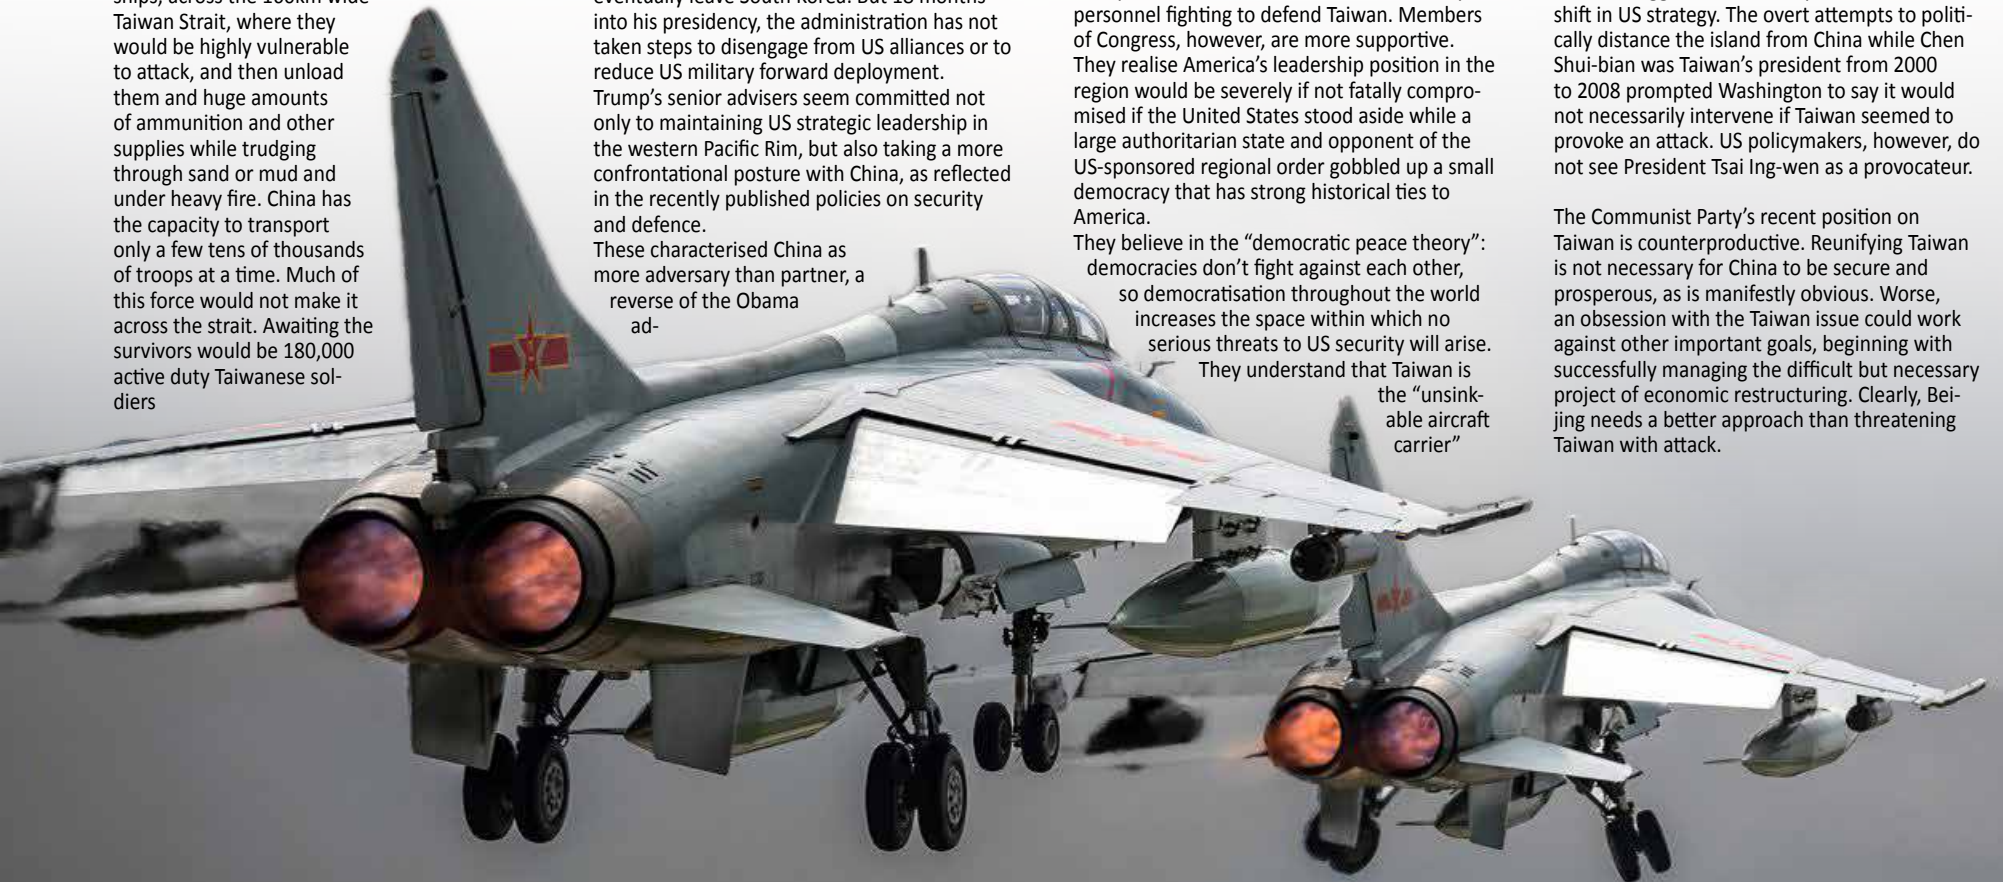 Taiwan Strait, where they
would be highly vulnerable
to attack, and then unload
them and huge amounts
of ammunition and other
supplies while trudging
through sand or mud and
under heavy fire. China has
the capacity to transport
only a few tens of thousands
of troops at a time. Much of
this force would not make it
across the strait. Awaiting the
survivors would be 180,000
active duty Taiwanese sol-
diers
into his presidency, the administration has not
taken steps to disengage from US alliances or to
reduce US military forward deployment.
Trump’s senior advisers seem committed not
only to maintaining US strategic leadership in
the western Pacific Rim, but also taking a more
confrontational posture with China, as reflected
in the recently published policies on security
and defence.
These characterised China as
more adversary than partner, a
reverse of the Obama
ad-
personnel fighting to defend Taiwan. Members
of Congress, however, are more supportive.
They realise America’s leadership position in the
region would be severely if not fatally compro-
mised if the United States stood aside while a
large authoritarian state and opponent of the
US-sponsored regional order gobbled up a small
democracy that has strong historical ties to
America.
They believe in the “democratic peace theory”:
democracies don’t fight against each other,
so democratisation throughout the world
increases the space within which no
serious threats to US security will arise.
They understand that Taiwan is
the “unsink-
able aircraft
carrier”
shift in US strategy. The overt attempts to politi-
cally distance the island from China while Chen
Shui-bian was Taiwan’s president from 2000
to 2008 prompted Washington to say it would
not necessarily intervene if Taiwan seemed to
provoke an attack. US policymakers, however, do
not see President Tsai Ing-wen as a provocateur.
The Communist Party’s recent position on
Taiwan is counterproductive. Reunifying Taiwan
is not necessary for China to be secure and
prosperous, as is manifestly obvious. Worse,
an obsession with the Taiwan issue could work
against other important goals, beginning with
successfully managing the difficult but necessary
project of economic restructuring. Clearly, Bei-
jing needs a better approach than threatening
Taiwan with attack.